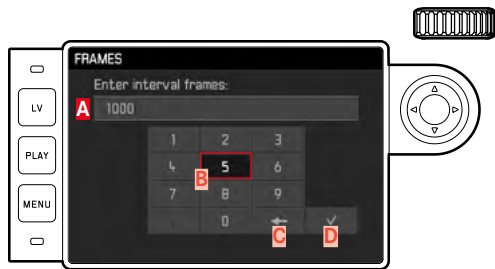 FRAMES
Enter interval frames:
A 1000
1 2 3
4 5 6
B
7 8 9
0
C D
LV
PLAY
MENU